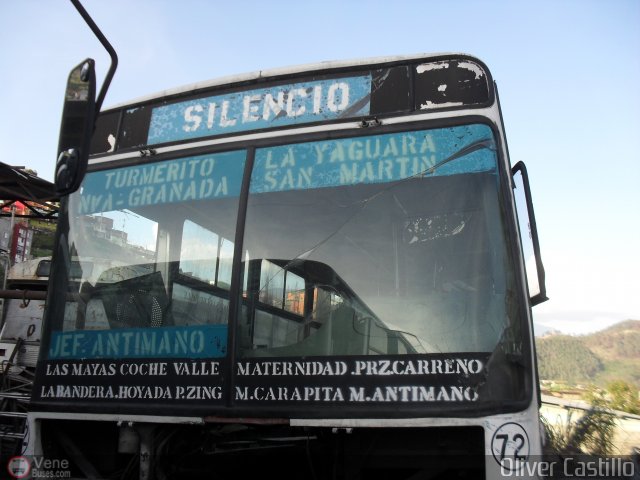 SILENCIO
TURMERITO
NVA-GRANADA
LA YAGUARA
SAN MARTIN
JEF. ANTIMANO
LAS MAYAS COCHE VALLE
LA BANDERA. HOYADA P. ZING
MATERNIDAD .PRZ.CARREÑO
M. CARAPITA M. ANTIMANO
72
Vene
Buses.com
Oliver Castillo